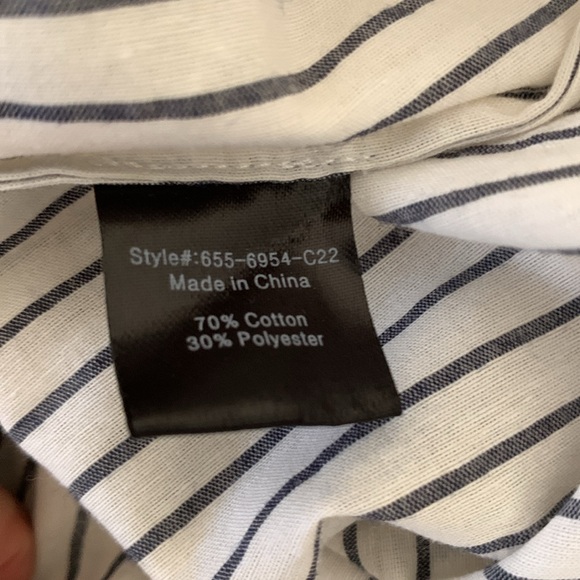 Style#:655-6954-C22
Made in China
70% Cotton
30% Polyester